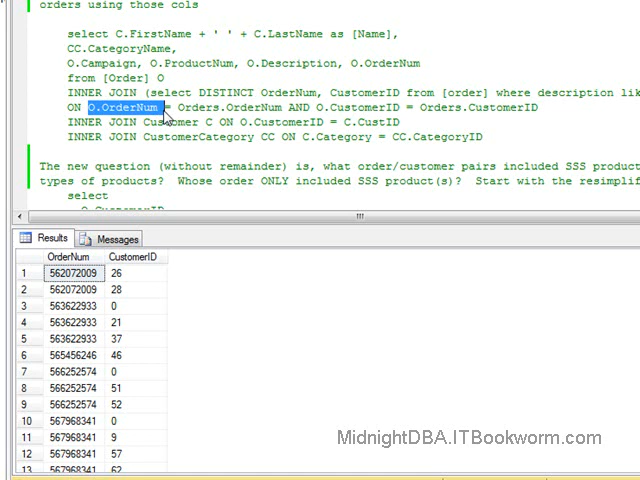 orders using those cols
select C.FirstName + ' ' + C.LastName as [Name],
CC.CategoryName,
O.Campaign, O.ProductNum, O.Description, O.OrderNum
from [Order] O
INNER JOIN (select DISTINCT OrderNum, CustomerID from [order] where description lik
ON O.OrderNum = Orders.OrderNum AND O.CustomerID = Orders.CustomerID
INNER JOIN Customer C ON O.CustomerID = C.CustID
INNER JOIN CustomerCategory CC ON C.Category = CC.CategoryID
The new question (without remainder) is, what order/customer pairs included SSS product
types of products? Whose order ONLY included SSS product(s)? Start with the resimplif
select
O.CustomerID
Results Messages
OrderNum CustomerID
1 562072009 26
2 562072009 28
3 563622933 0
4 563622933 21
5 563622933 37
6 565456246 46
7 566252574 0
8 566252574 51
9 566252574 52
10 567968341 0
11 567968341 9
12 567968341 57
13 567968341 62
MidnightDBA.ITBookworm.com